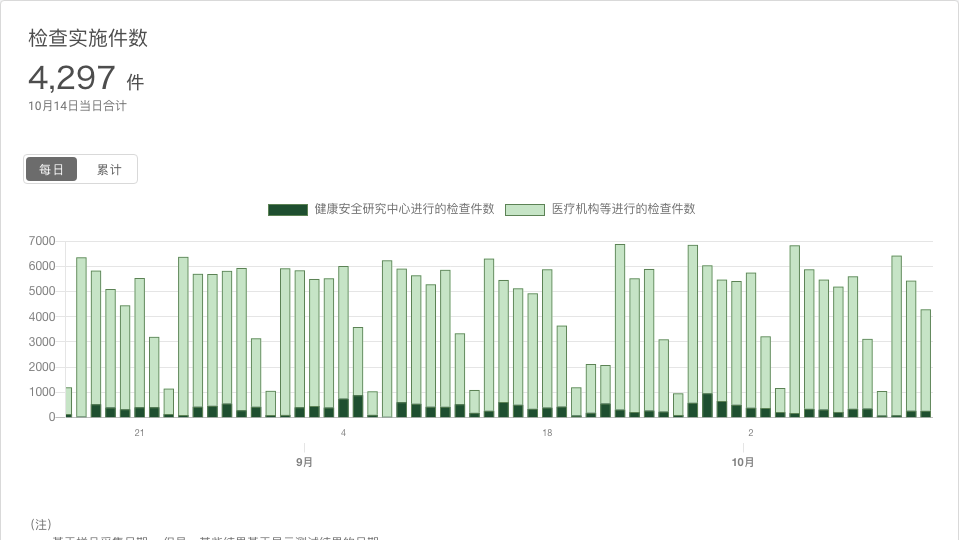 检查实施件数
4,297 件
10月14日当日合计
每日 累计
健康安全研究中心进行的检查件数 医疗机构等进行的检查件数
7000
6000
5000
4000
3000
2000
1000
0
21 4 18 2
9月 10月
（注）